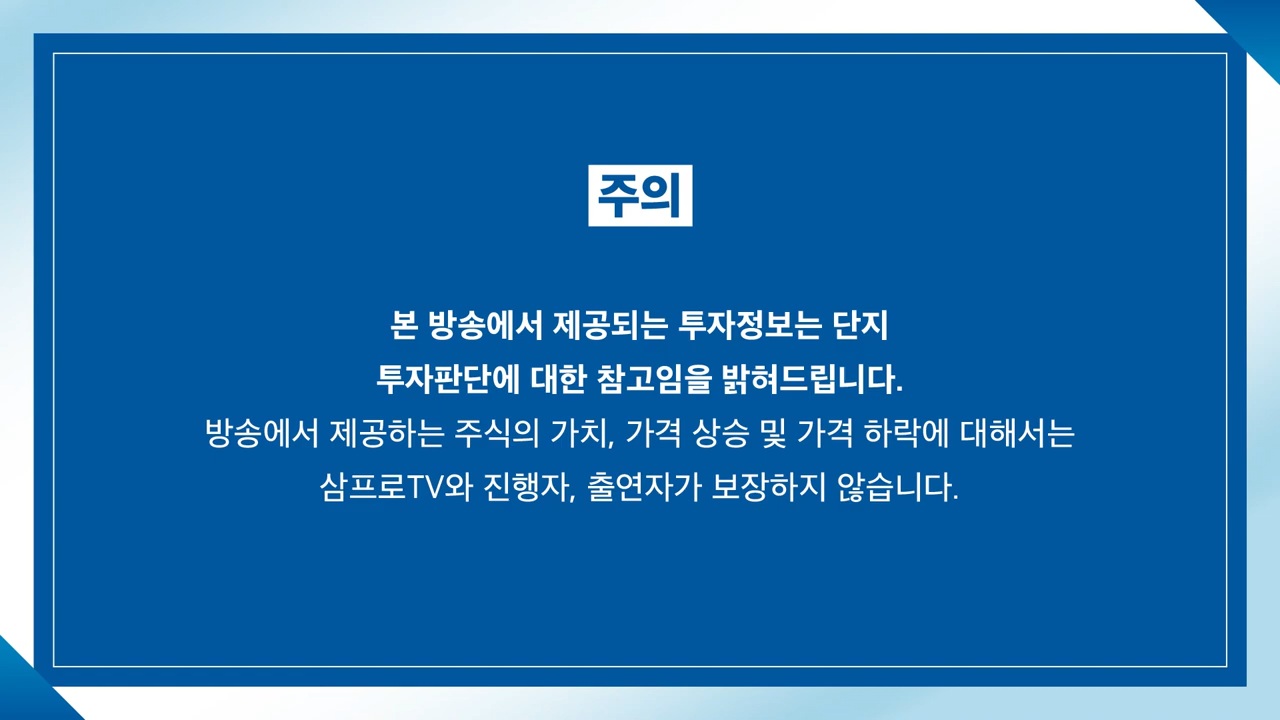 주의
본 방송에서 제공되는 투자정보는 단지
투자판단에 대한 참고임을 밝혀드립니다.
방송에서 제공하는 주식의 가치, 가격 상승 및 가격 하락에 대해서는
삼프로TV와 진행자, 출연자가 보장하지 않습니다.